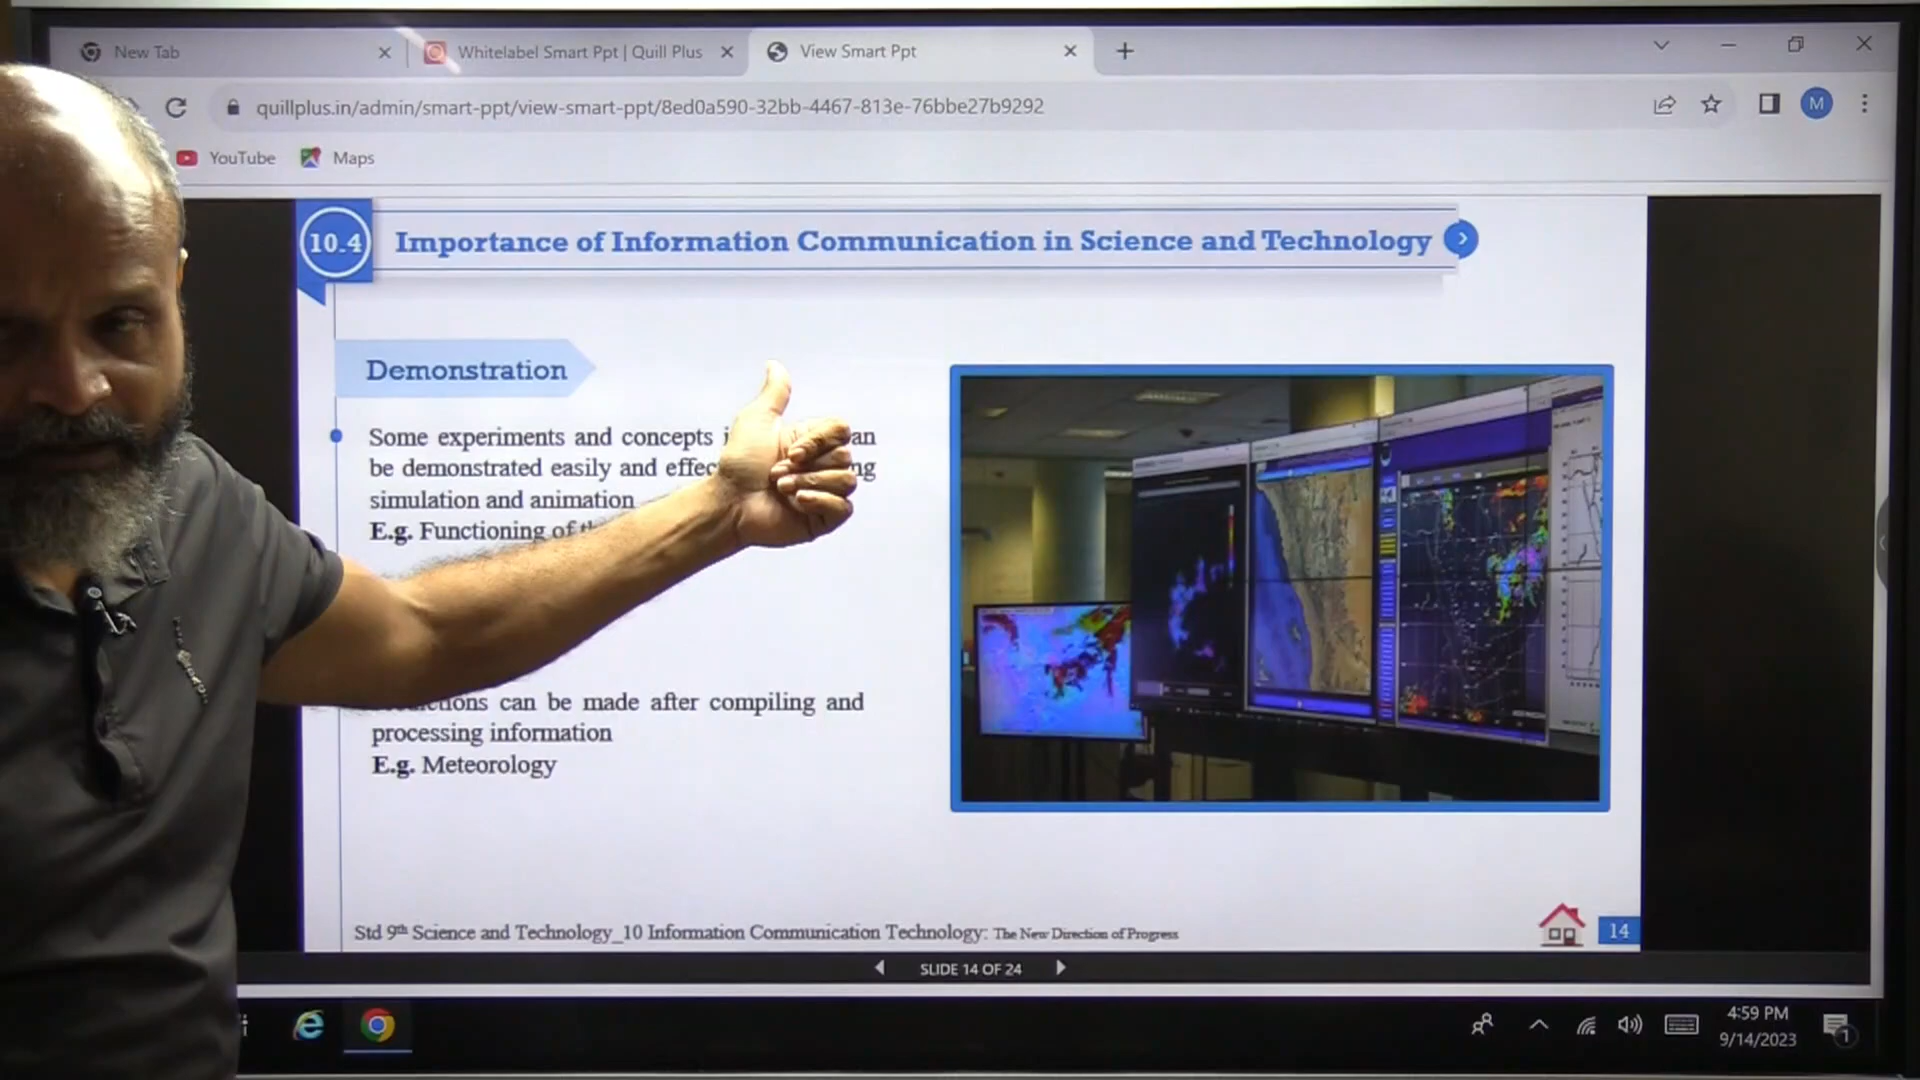 New Tab
Whitelabel Smart Ppt | Quill Plus
View Smart Ppt
quillplus.in/admin/smart-ppt/view-smart-ppt/8ed0a590-32bb-4467-813e-76bbe27b9292
M
YouTube
Maps
10.4 Importance of Information Communication in Science and Technology
Demonstration
Some experiments and concepts
be demonstrated easily and
simulation and animation
E.g. Functioning of
can be made after compiling and
processing information
E.g. Meteorology
Std 9th Science and Technology_10 Information Communication Technology: The New Direction of Progress
14
SLIDE 14 OF 24
4:59 PM
9/14/2023
1